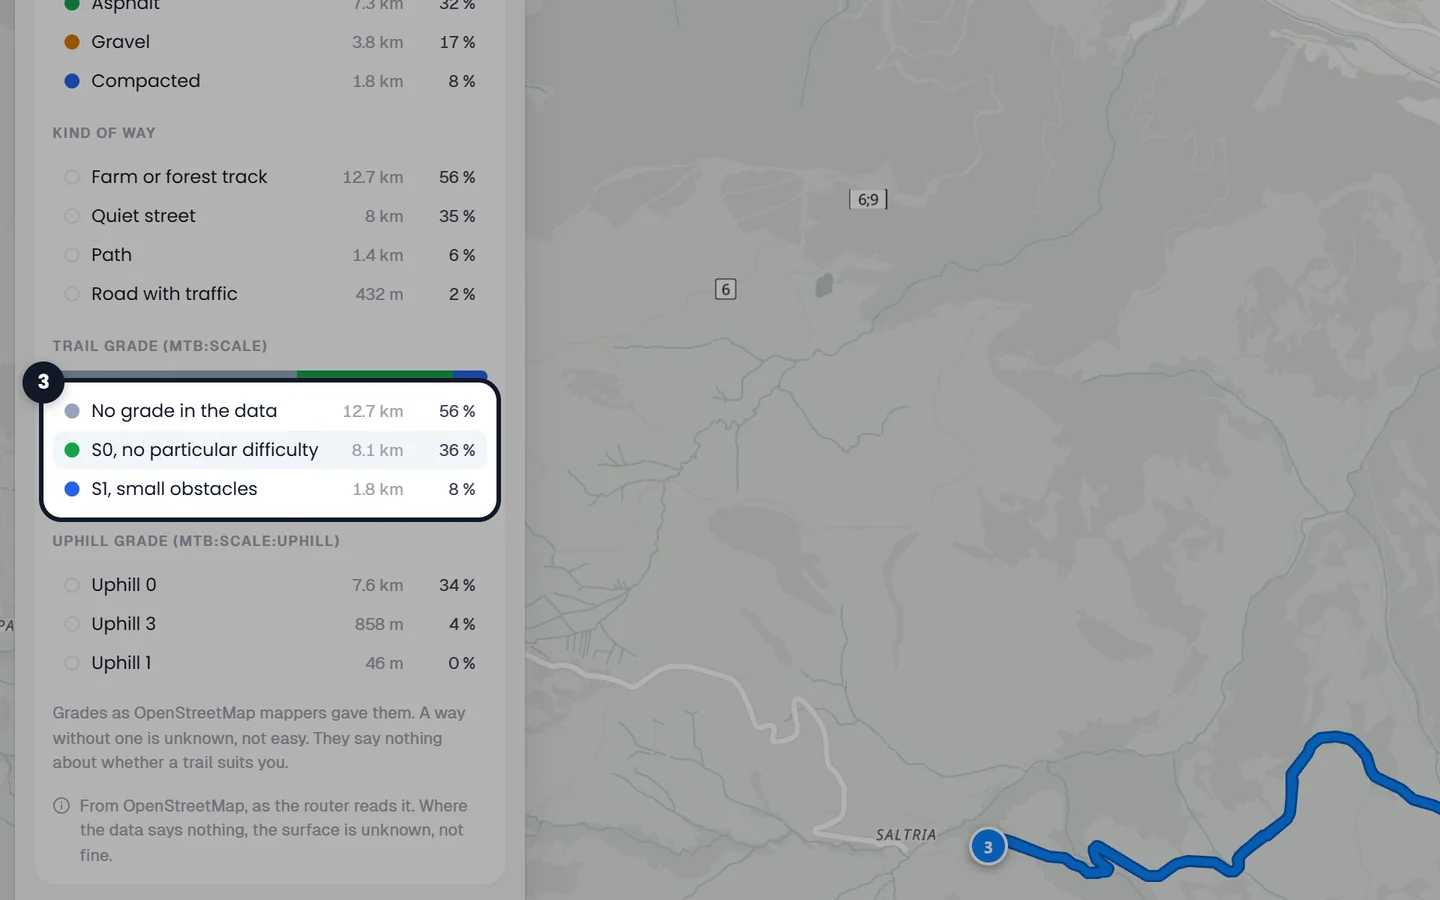 Asphalt 7.3 km 32 %
Gravel 3.8 km 17 %
Compacted 1.8 km 8 %
KIND OF WAY
Farm or forest track 12.7 km 56 %
Quiet street 8 km 35 %
Path 1.4 km 6 %
Road with traffic 432 m 2 %
TRAIL GRADE (MTB:SCALE)
3
No grade in the data 12.7 km 56 %
S0, no particular difficulty 8.1 km 36 %
S1, small obstacles 1.8 km 8 %
UPHILL GRADE (MTB:SCALE:UPHILL)
Uphill 0 7.6 km 34 %
Uphill 3 858 m 4 %
Uphill 1 46 m 0 %
Grades as OpenStreetMap mappers gave them. A way
without one is unknown, not easy. They say nothing
about whether a trail suits you.
From OpenStreetMap, as the router reads it. Where
the data says nothing, the surface is unknown, not
fine.
6;9
6
SALTRIA
3
PA